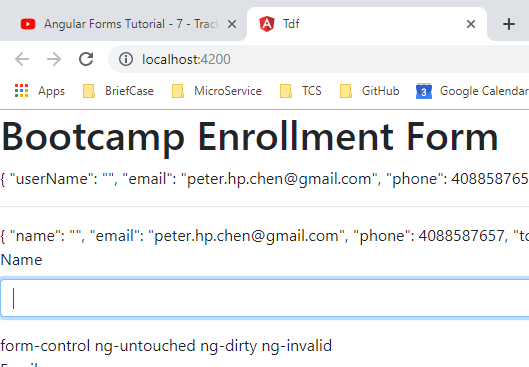 Angular Forms Tutorial - 7 - Track
Tdf
localhost:4200
Apps BriefCase MicroService TCS GitHub Google Calendar
Bootcamp Enrollment Form
{ "userName": "", "email": "peter.hp.chen@gmail.com", "phone": 408858765
{ "name": "", "email": "peter.hp.chen@gmail.com", "phone": 4088587657, "to
Name
form-control ng-untouched ng-dirty ng-invalid